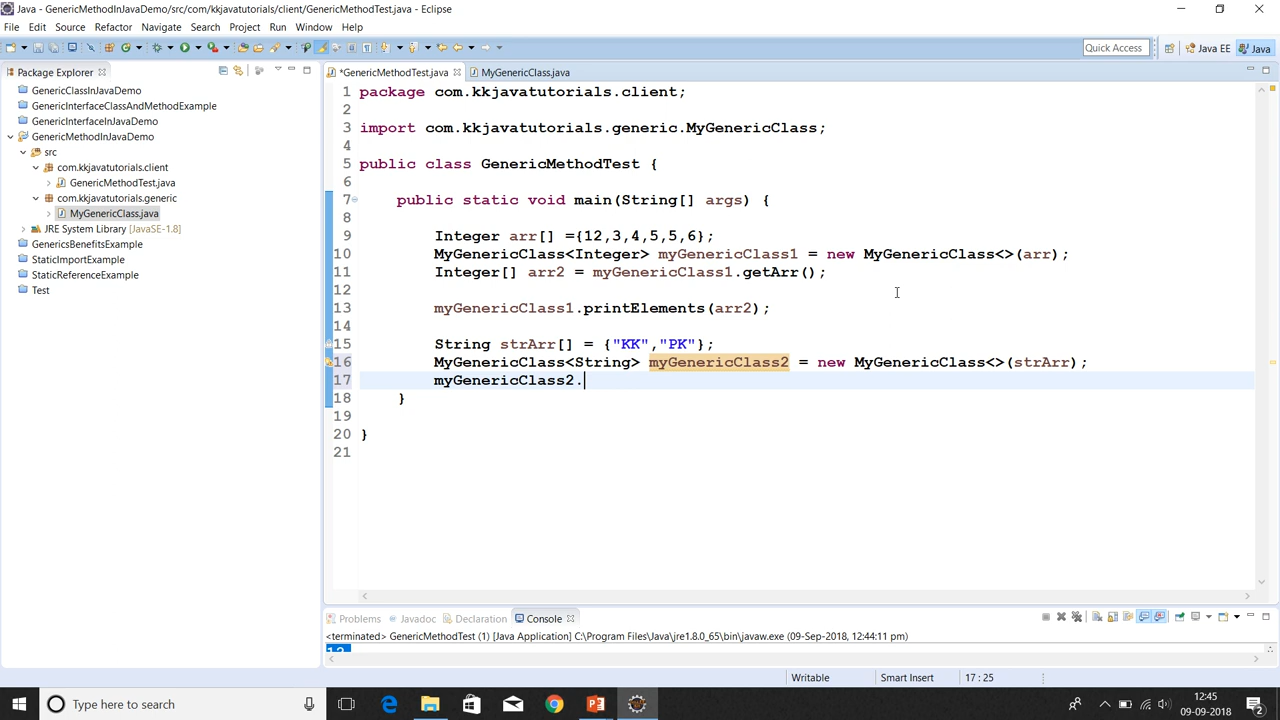 Java - GenericMethodInJavaDemo/src/com/kkjavatutorials/client/GenericMethodTest.java - Eclipse
File Edit Source Refactor Navigate Search Project Run Window Help
Quick Access Java EE Java
Package Explorer
GenericClassInJavaDemo
GenericInterfaceClassAndMethodExample
GenericInterfaceInJavaDemo
GenericMethodInJavaDemo
src
com.kkjavatutorials.client
GenericMethodTest.java
com.kkjavatutorials.generic
MyGenericClass.java
JRE System Library [JavaSE-1.8]
GenericsBenefitsExample
StaticImportExample
StaticReferenceExample
Test
*GenericMethodTest.java MyGenericClass.java
1 package com.kkjavatutorials.client;
2
3 import com.kkjavatutorials.generic.MyGenericClass;
4
5 public class GenericMethodTest {
6
7 public static void main(String[] args) {
8
9 Integer arr[] ={12,3,4,5,5,6};
10 MyGenericClass<Integer> myGenericClass1 = new MyGenericClass<>(arr);
11 Integer[] arr2 = myGenericClass1.getArr();
12
13 myGenericClass1.printElements(arr2);
14
15 String strArr[] = {"KK","PK"};
16 MyGenericClass<String> myGenericClass2 = new MyGenericClass<>(strArr);
17 myGenericClass2.
18 }
19
20 }
21
Problems Javadoc Declaration Console
<terminated> GenericMethodTest (1) [Java Application] C:\Program Files\Java\jre1.8.0_65\bin\javaw.exe (09-Sep-2018, 12:44:11 pm)
12
Writable Smart Insert 17 : 25
Type here to search
12:45
09-09-2018
2